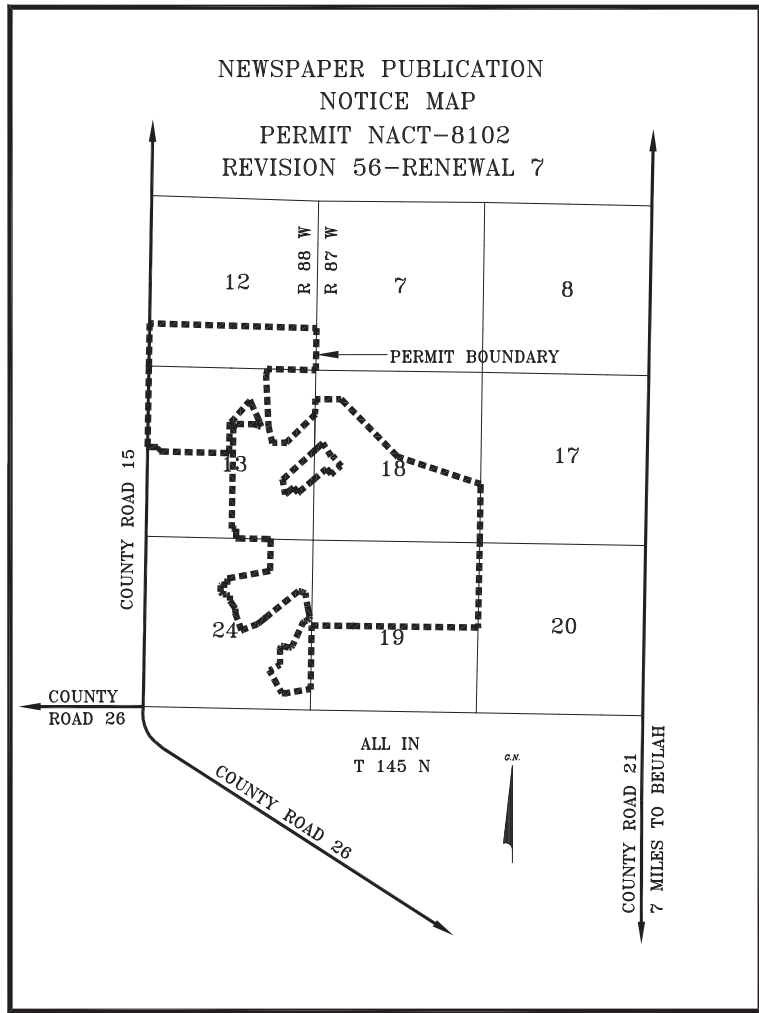 NEWSPAPER PUBLICATION
NOTICE MAP
PERMIT NACT-8102
REVISION 56-RENEWAL 7
R 88 W
R 87 W
12
7
8
PERMIT BOUNDARY
13
18
17
COUNTY ROAD 15
24
19
20
COUNTY
ROAD 26
ALL IN
T 145 N
G.N.
COUNTY ROAD 26
COUNTY ROAD 21
7 MILES TO BEULAH